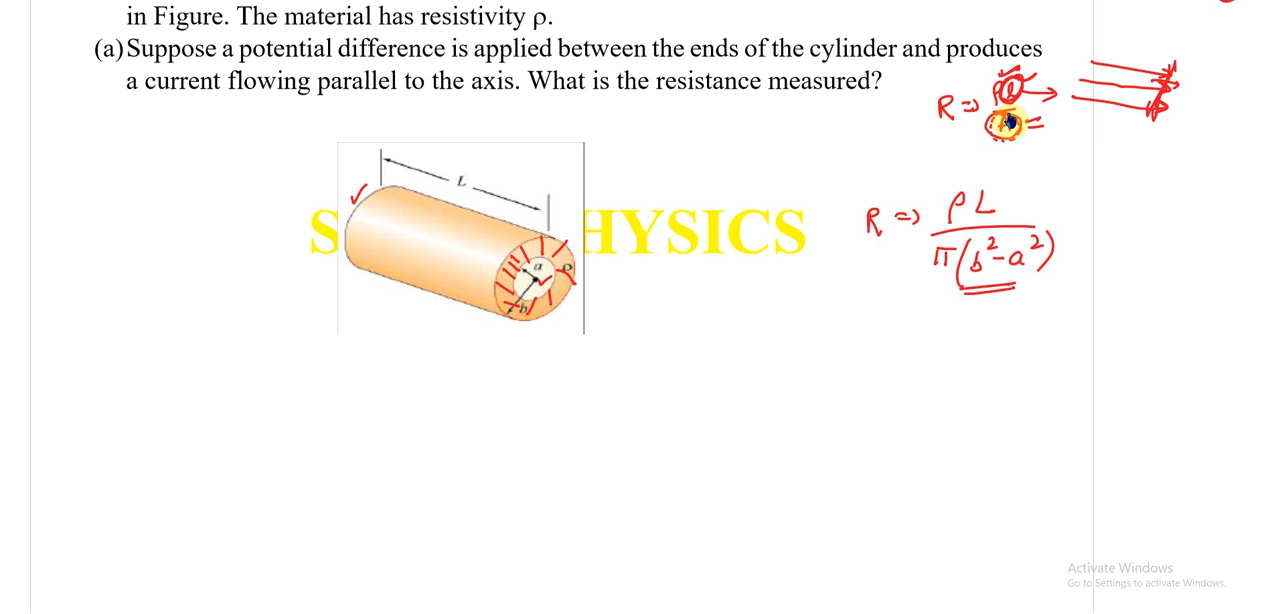 in Figure. The material has resistivity ρ.
(a) Suppose a potential difference is applied between the ends of the cylinder and produces
a current flowing parallel to the axis. What is the resistance measured?
R ⇒ ρℓ / A =
L
S HYSICS
R ⇒ ρL / π(b²-a²)
a
ρ
b
Activate Windows
Go to Settings to activate Windows.